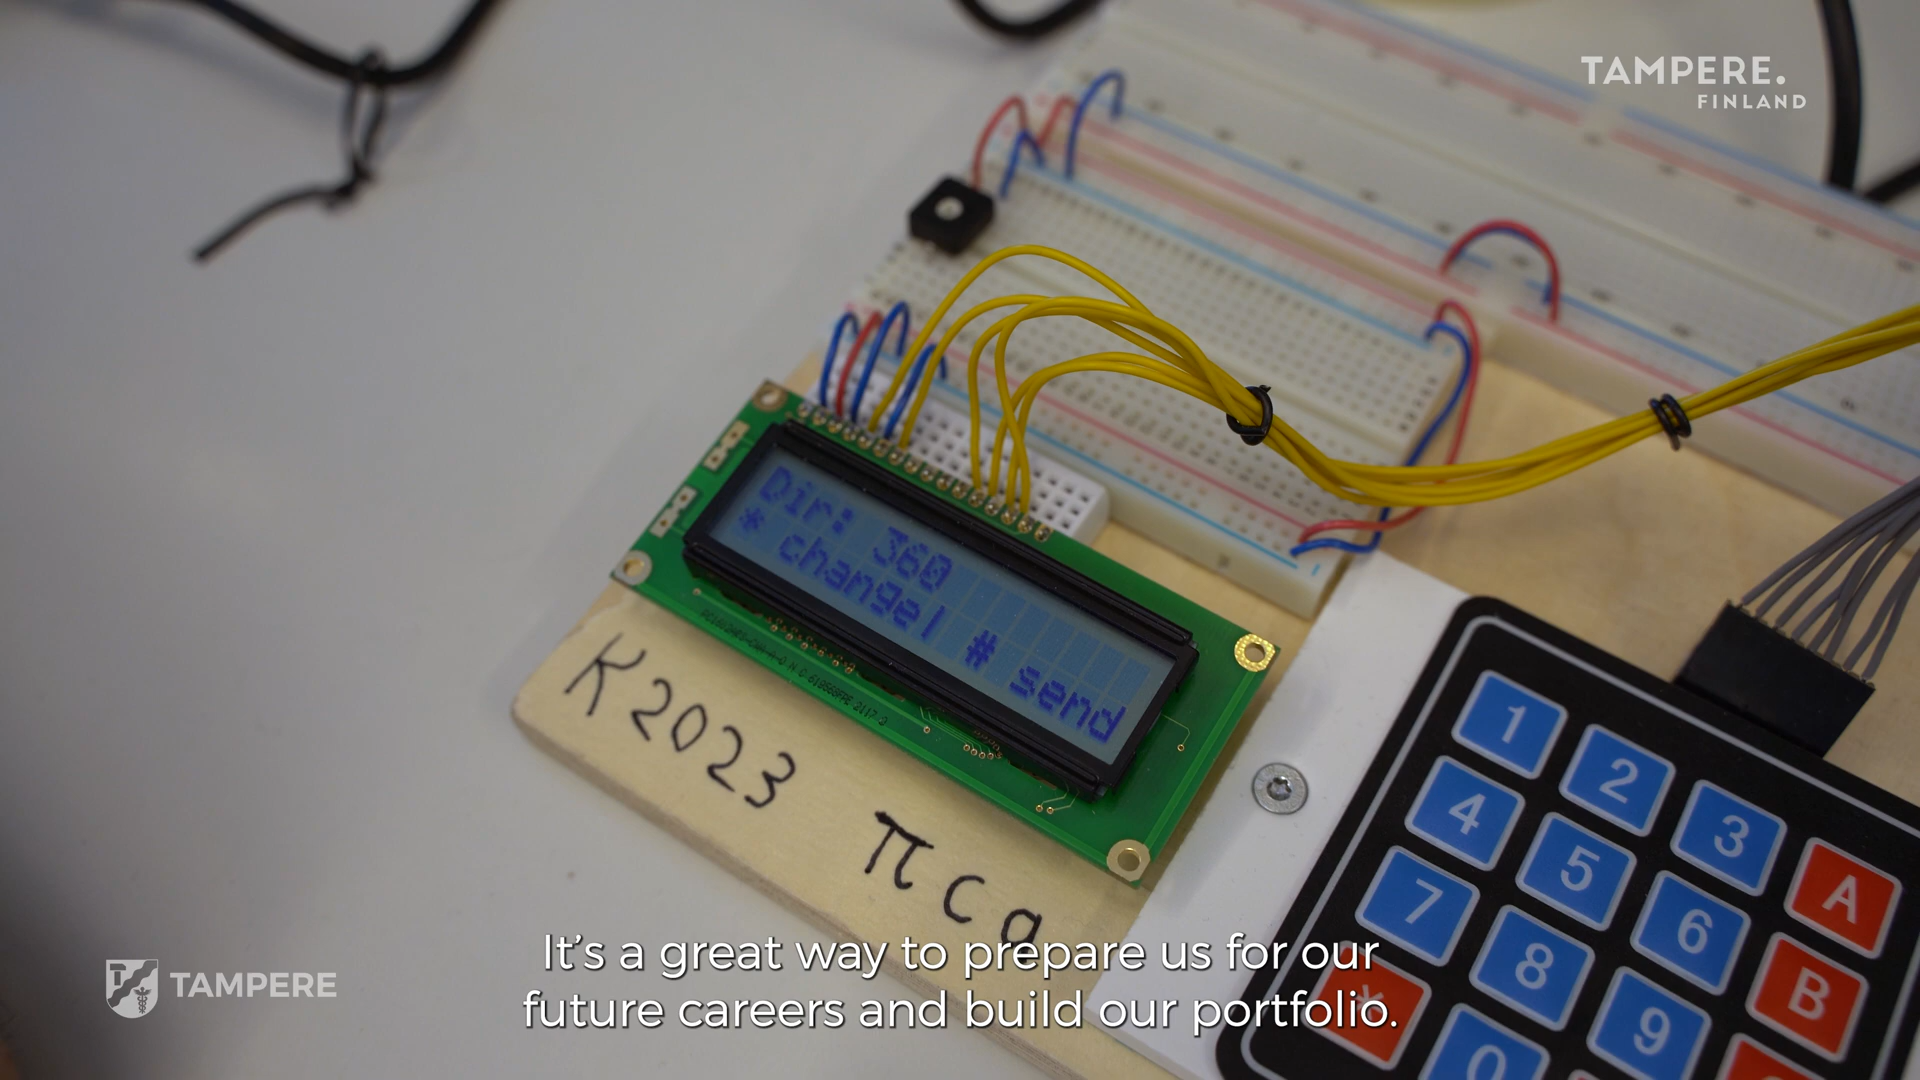 TAMPERE.
FINLAND
Dir: 360
* change| # send
K2023 πca
1
2
3
A
4
5
6
B
7
8
9
*
0
TAMPERE
It's a great way to prepare us for our
future careers and build our portfolio.